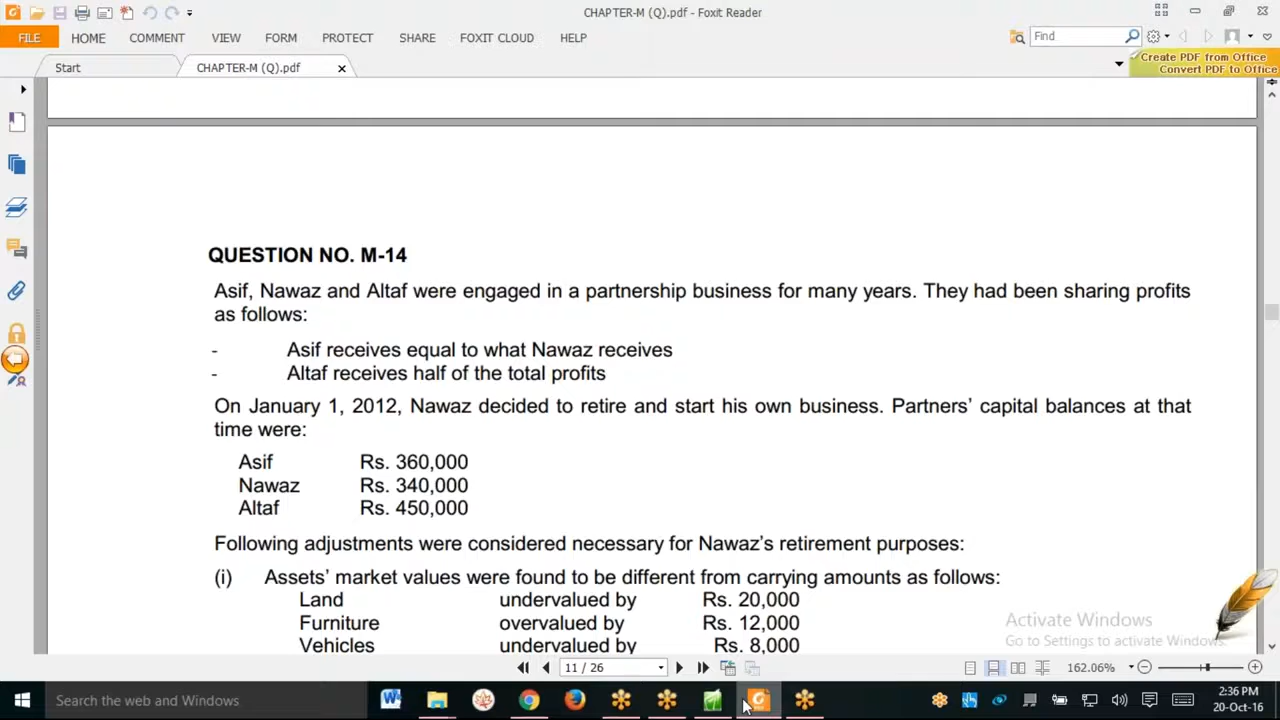 CHAPTER-M (Q).pdf - Foxit Reader
FILE HOME COMMENT VIEW FORM PROTECT SHARE FOXIT CLOUD HELP Find
Start CHAPTER-M (Q).pdf
Create PDF from Office
Convert PDF to Office
QUESTION NO. M-14
Asif, Nawaz and Altaf were engaged in a partnership business for many years. They had been sharing profits
as follows:
- Asif receives equal to what Nawaz receives
- Altaf receives half of the total profits
On January 1, 2012, Nawaz decided to retire and start his own business. Partners' capital balances at that
time were:
Asif Rs. 360,000
Nawaz Rs. 340,000
Altaf Rs. 450,000
Following adjustments were considered necessary for Nawaz's retirement purposes:
(i) Assets' market values were found to be different from carrying amounts as follows:
Land undervalued by Rs. 20,000
Furniture overvalued by Rs. 12,000
Vehicles undervalued by Rs. 8,000
Activate Windows
Go to Settings to activate Windows.
11 / 26 162.06%
Search the web and Windows
2:36 PM
20-Oct-16